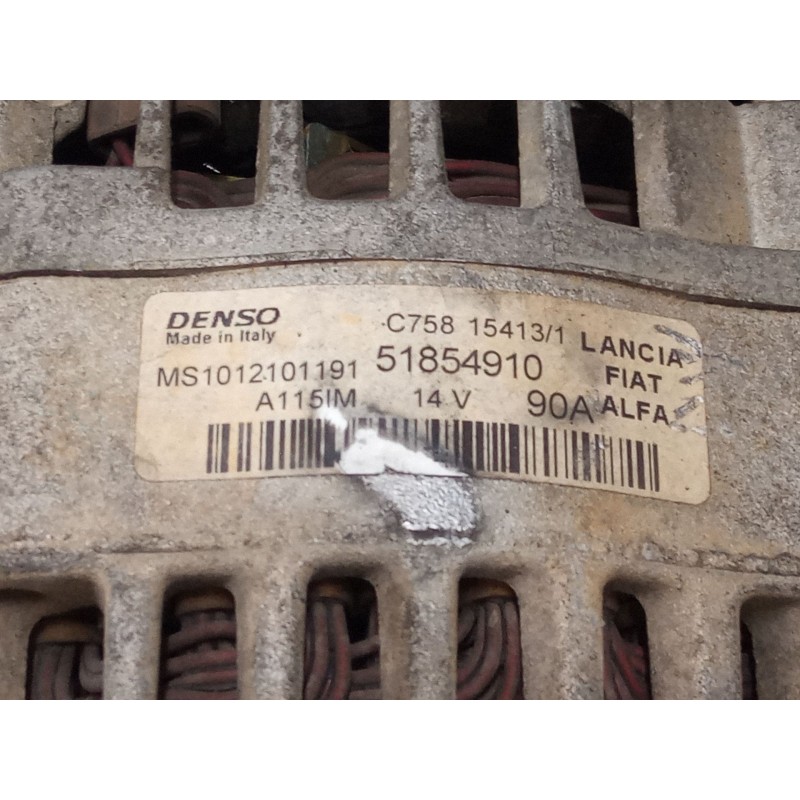 DENSO
Made in Italy
C758 15413/1
MS1012101191
51854910
A115IM
14 V
90A
LANCIA
FIAT
ALFA